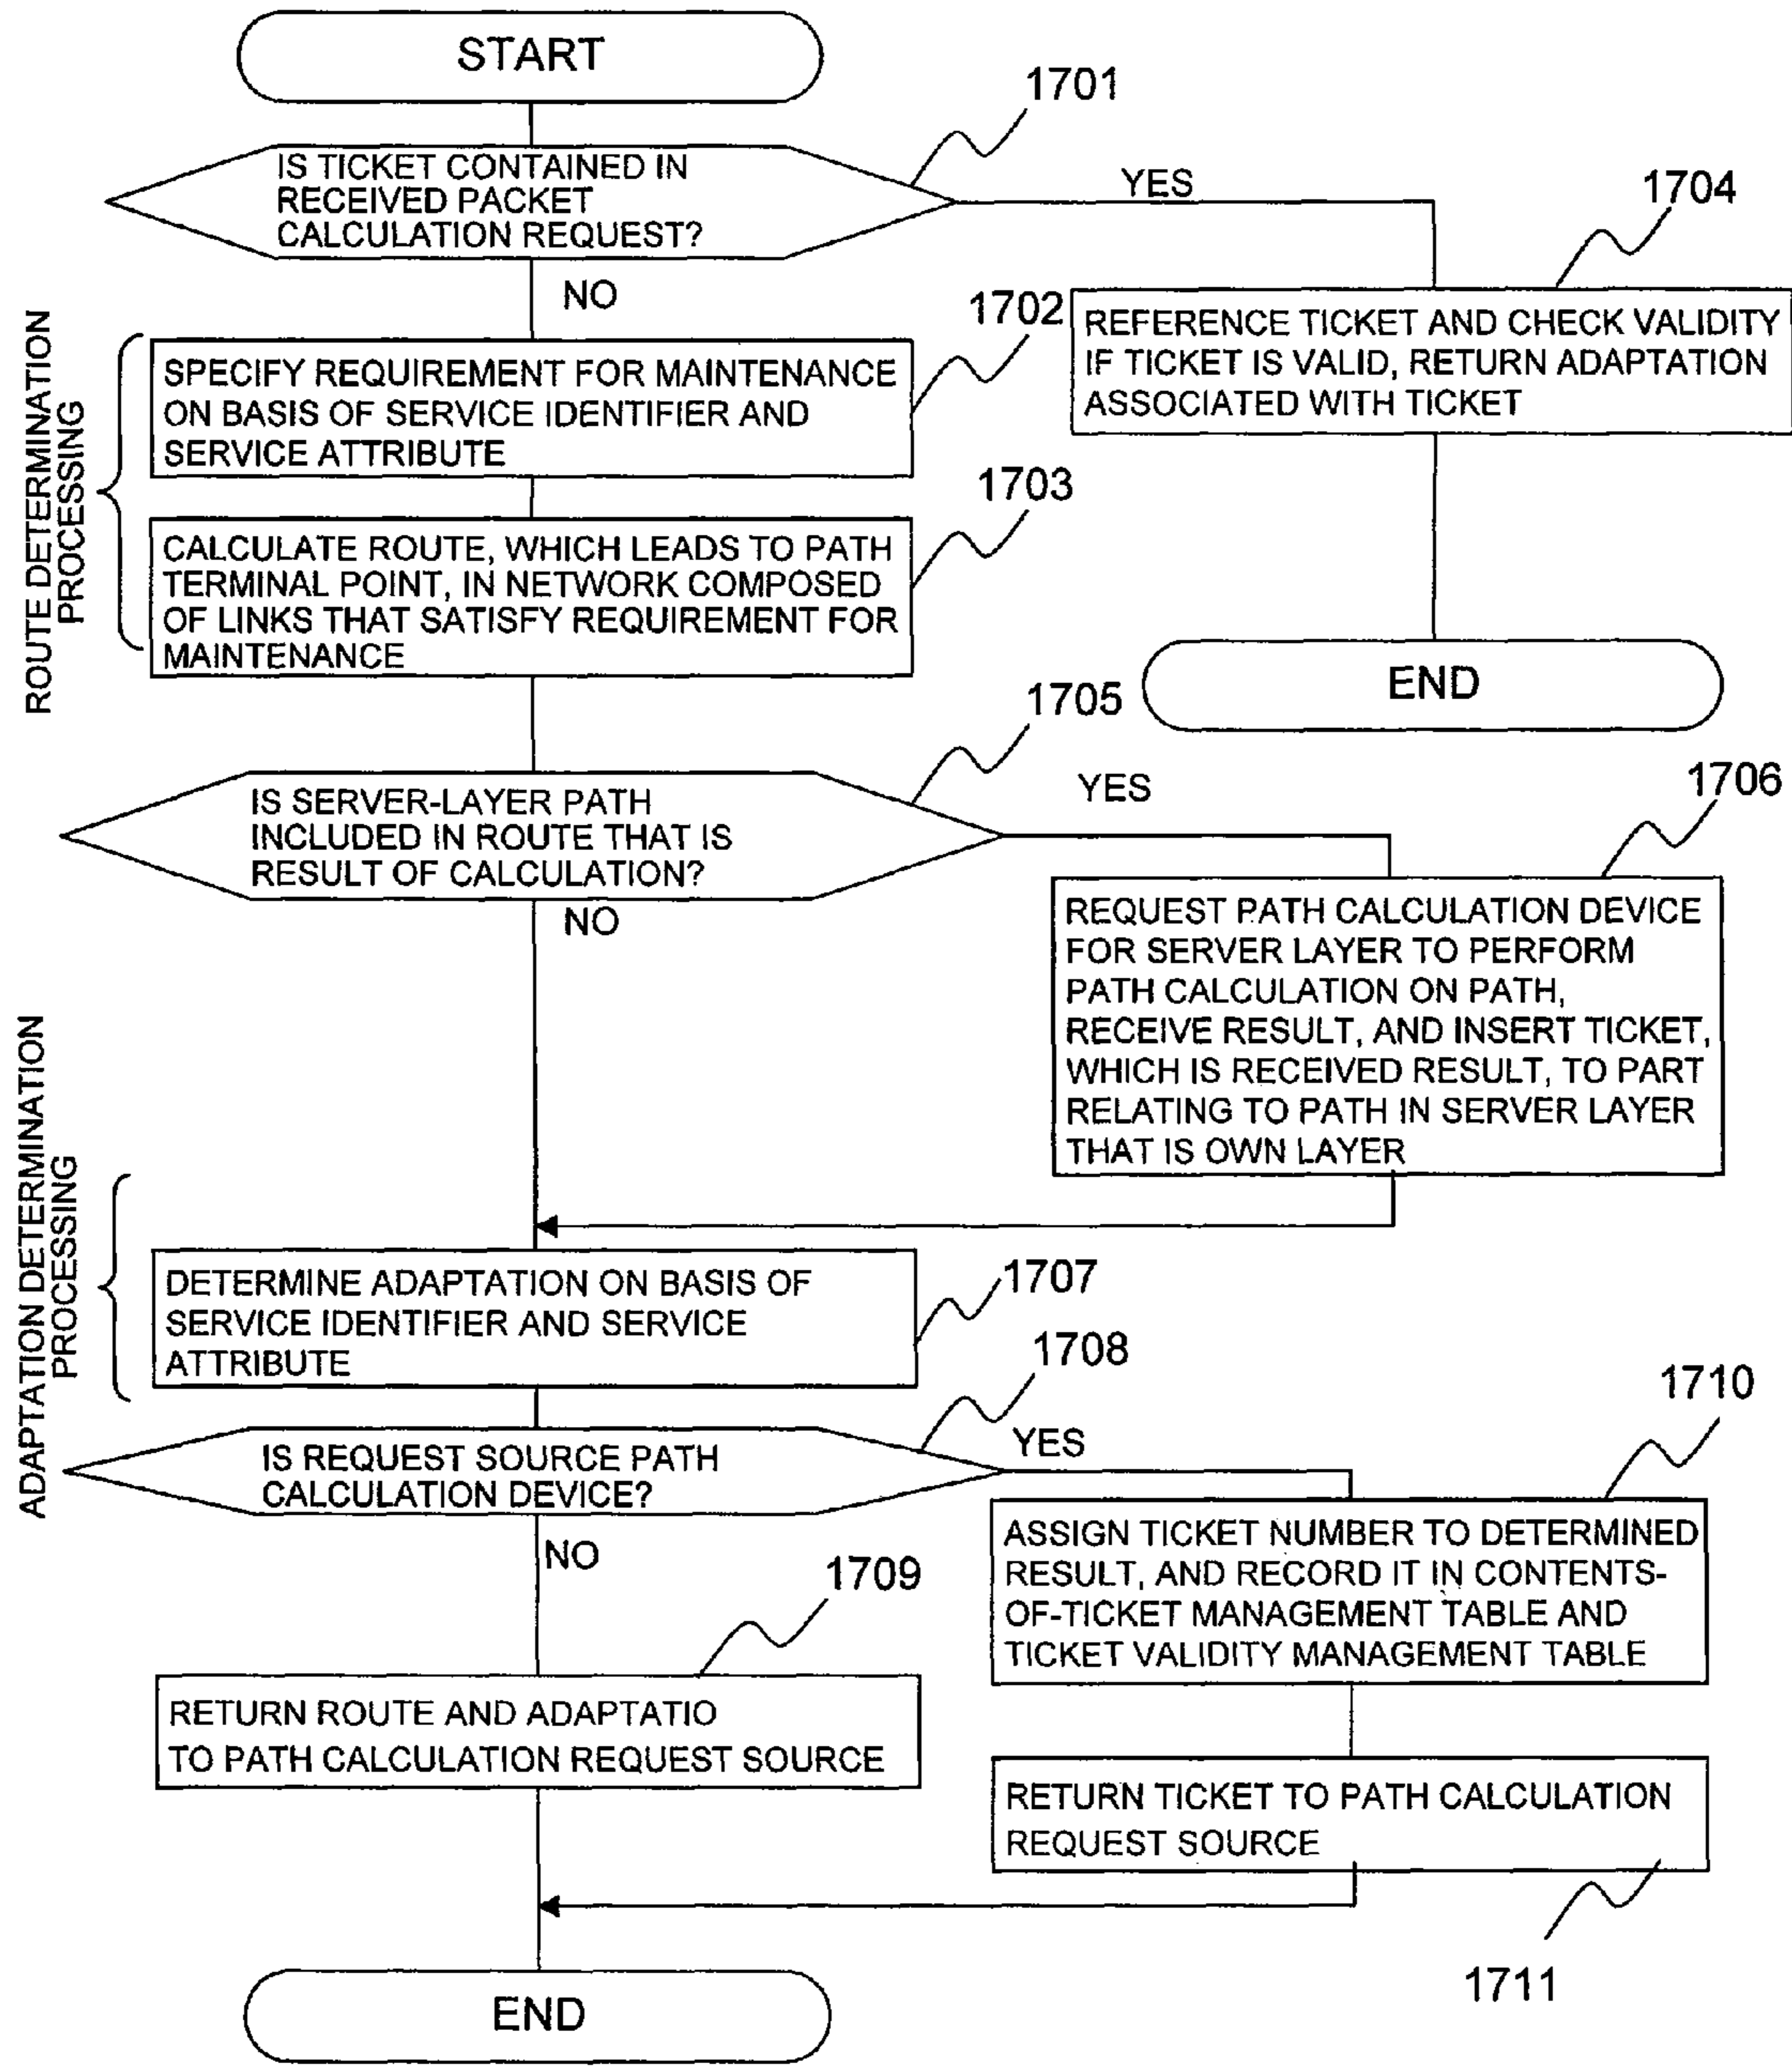 START
1701
IS TICKET CONTAINED IN
RECEIVED PACKET
CALCULATION REQUEST?
YES
1704
NO
1702
REFERENCE TICKET AND CHECK VALIDITY
IF TICKET IS VALID, RETURN ADAPTATION
ASSOCIATED WITH TICKET
ROUTE DETERMINATION
PROCESSING
SPECIFY REQUIREMENT FOR MAINTENANCE
ON BASIS OF SERVICE IDENTIFIER AND
SERVICE ATTRIBUTE
1703
CALCULATE ROUTE, WHICH LEADS TO PATH
TERMINAL POINT, IN NETWORK COMPOSED
OF LINKS THAT SATISFY REQUIREMENT FOR
MAINTENANCE
END
1705
IS SERVER-LAYER PATH
INCLUDED IN ROUTE THAT IS
RESULT OF CALCULATION?
YES
1706
NO
REQUEST PATH CALCULATION DEVICE
FOR SERVER LAYER TO PERFORM
PATH CALCULATION ON PATH,
RECEIVE RESULT, AND INSERT TICKET,
WHICH IS RECEIVED RESULT, TO PART
RELATING TO PATH IN SERVER LAYER
THAT IS OWN LAYER
ADAPTATION DETERMINATION
PROCESSING
DETERMINE ADAPTATION ON BASIS OF
SERVICE IDENTIFIER AND SERVICE
ATTRIBUTE
1707
1708
IS REQUEST SOURCE PATH
CALCULATION DEVICE?
YES
1710
NO
ASSIGN TICKET NUMBER TO DETERMINED
RESULT, AND RECORD IT IN CONTENTS-
OF-TICKET MANAGEMENT TABLE AND
TICKET VALIDITY MANAGEMENT TABLE
1709
RETURN ROUTE AND ADAPTATIO
TO PATH CALCULATION REQUEST SOURCE
RETURN TICKET TO PATH CALCULATION
REQUEST SOURCE
1711
END